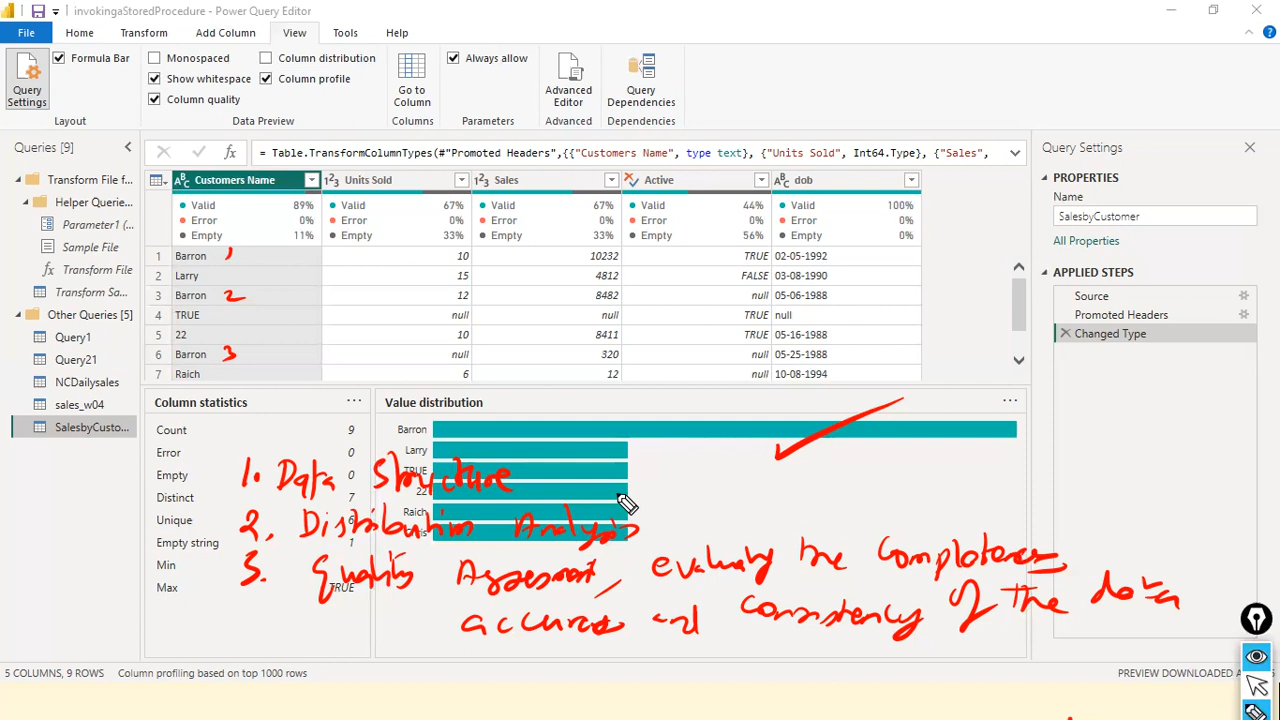 invokingaStoredProcedure - Power Query Editor
File Home Transform Add Column View Tools Help
Query Settings
Formula Bar
Monospaced
Show whitespace
Column quality
Column distribution
Column profile
Go to Column
Always allow
Advanced Editor
Query Dependencies
Layout Data Preview Columns Parameters Advanced Dependencies
Queries [9]
Transform File f...
Helper Querie...
Parameter1 (...
Sample File
Transform File
Transform Sa...
Other Queries [5]
Query1
Query21
NCDailysales
sales_w04
SalesbyCusto...
fx = Table.TransformColumnTypes(#"Promoted Headers",{{"Customers Name", type text}, {"Units Sold", Int64.Type}, {"Sales",
Customers Name Units Sold Sales Active dob
Valid 89% Valid 67% Valid 67% Valid 44% Valid 100%
Error 0% Error 0% Error 0% Error 0% Error 0%
Empty 11% Empty 33% Empty 33% Empty 56% Empty 0%
1 Barron 1 10 10232 TRUE 02-05-1992
2 Larry 15 4812 FALSE 03-08-1990
3 Barron 2 12 8482 null 05-06-1988
4 TRUE null null TRUE null
5 22 10 8411 TRUE 05-16-1988
6 Barron 3 null 320 null 05-25-1988
7 Raich 6 12 null 10-08-1994
Column statistics
Count 9
Error 0
Empty 0
Distinct 7
Unique 6
Empty string 1
Min
Max TRUE
Value distribution
Barron
Larry
TRUE
22
Raich
1. Data Structure
2. Distribution Analysis
3. Quality Assesment, evaluaty the Completeness
accuracy and consistency of the data
Query Settings
PROPERTIES
Name
SalesbyCustomer
All Properties
APPLIED STEPS
Source
Promoted Headers
Changed Type
5 COLUMNS, 9 ROWS Column profiling based on top 1000 rows
PREVIEW DOWNLOADED A